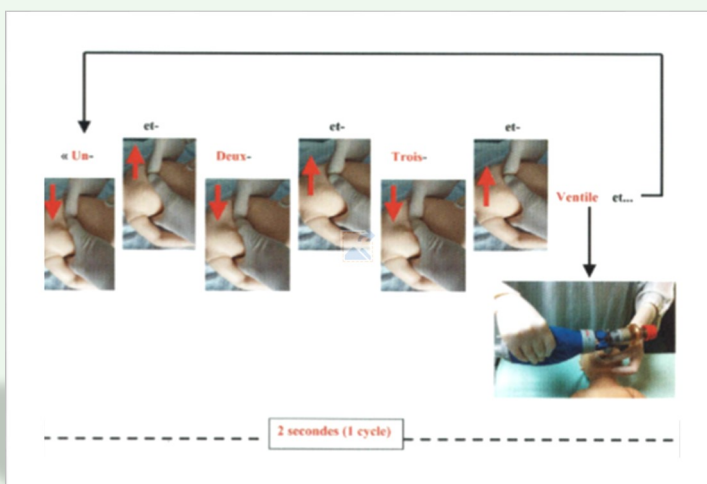 « Un- et- Deux- et- Trois- et-
Ventile et...
2 secondes (1 cycle)